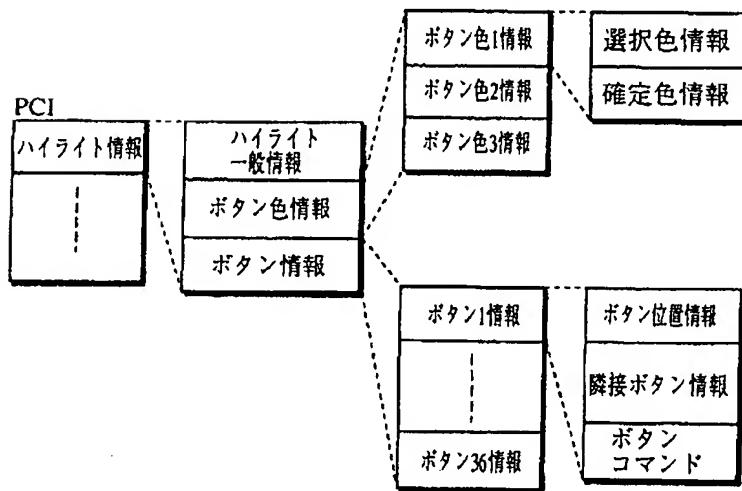 PCI
ハイライト情報
ハイライト
一般情報
ボタン色情報
ボタン情報
ボタン色1情報
ボタン色2情報
ボタン色3情報
選択色情報
確定色情報
ボタン1情報
ボタン36情報
ボタン位置情報
隣接ボタン情報
ボタン
コマンド